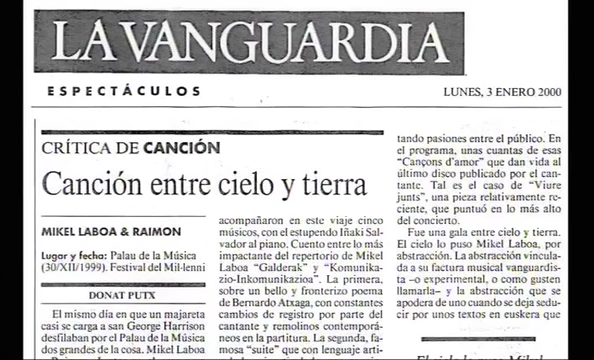 LA VANGUARDIA
ESPECTÁCULOS
LUNES, 3 ENERO 2000
CRÍTICA DE CANCIÓN
Canción entre cielo y tierra
MIKEL LABOA & RAIMON
Lugar y fecha: Palau de la Música
(30/XII/1999). Festival del Mil·lenni
DONAT PUTX
El mismo día en que un majareta
casi se carga a san George Harrison
desfilaban por el Palau de la Música
dos grandes de la cosa. Mikel Laboa
acompañaron en este viaje cinco
músicos, con el estupendo Iñaki Sal-
vador al piano. Cuento entre lo más
impactante del repertorio de Mikel
Laboa "Galderak" y "Komunika-
zio-Inkomunikazioa". La primera,
sobre un bello y fronterizo poema
de Bernardo Atxaga, con constantes
cambios de registro por parte del
cantante y remolinos contemporá-
neos en la partitura. La segunda, fa-
mosa "suite" que con lenguaje arti-
tando pasiones entre el público. En
el programa, unas cuantas de esas
"Cançons d'amor" que dan vida al
último disco publicado por el can-
tante. Tal es el caso de "Viure
junts", una pieza relativamente re-
ciente, que puntuó en lo más alto
del concierto.
Fue una gala entre cielo y tierra.
El cielo lo puso Mikel Laboa, por
abstracción. La abstracción vincula-
da a su factura musical vanguardis-
ta –o experimental, o como gusten
llamarla– y la abstracción que se
apodera de uno cuando se deja sedu-
cir por unos textos en euskera que